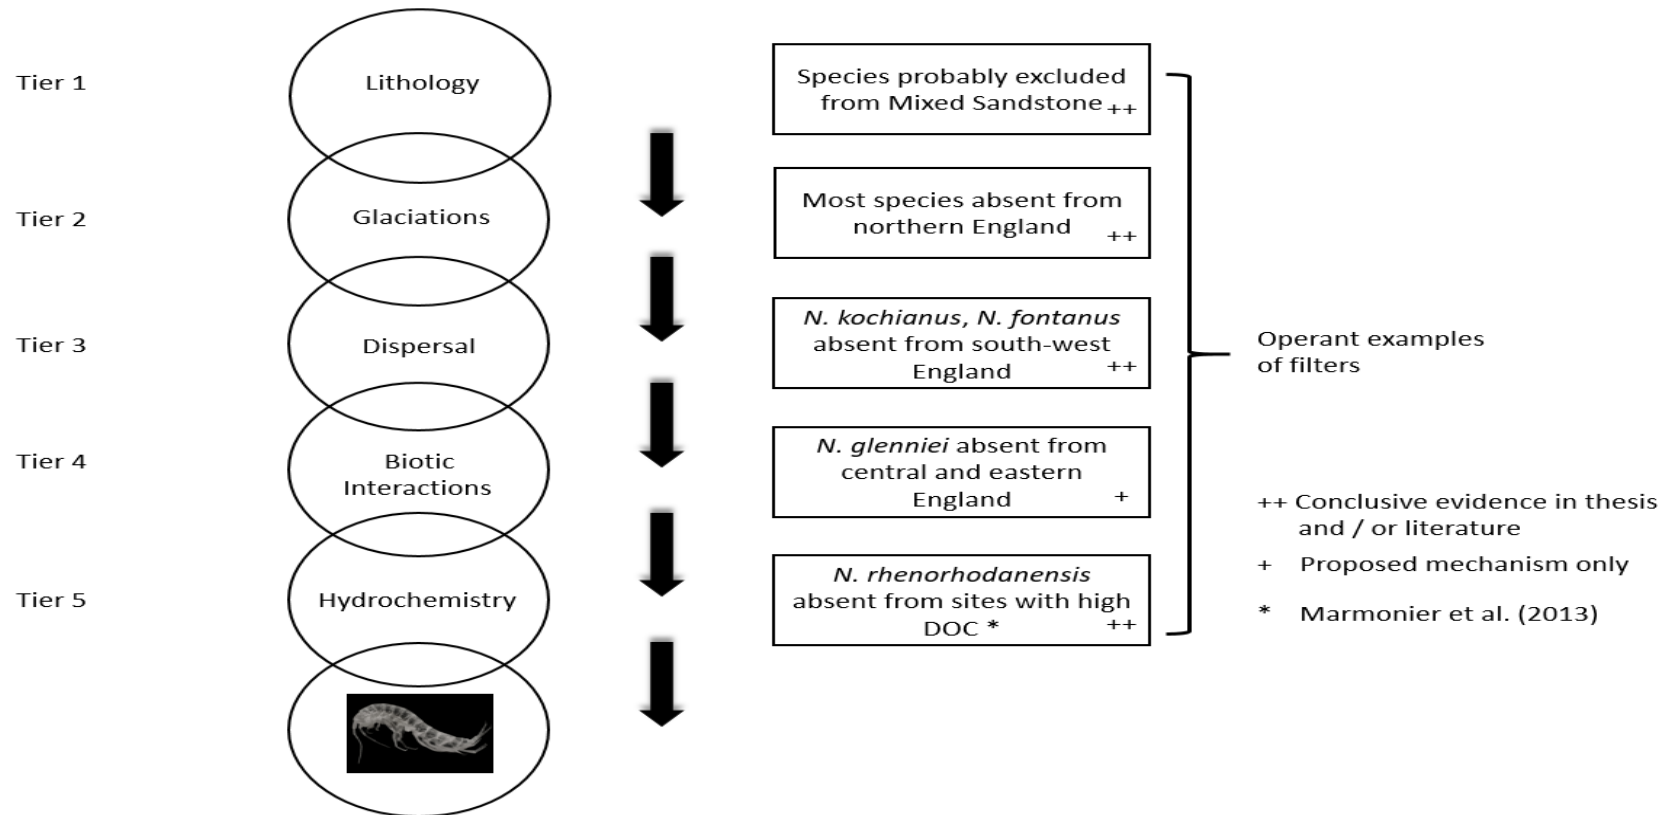 Tier 1
Lithology
Species probably excluded
from Mixed Sandstone ++
Tier 2
Glaciations
Most species absent from
northern England ++
Tier 3
Dispersal
N. kochianus, N. fontanus
absent from south-west
England ++
Operant examples
of filters
Tier 4
Biotic
Interactions
N. glenniei absent from
central and eastern
England +
++ Conclusive evidence in thesis
and / or literature
+ Proposed mechanism only
* Marmonier et al. (2013)
Tier 5
Hydrochemistry
N. rhenorhodanensis
absent from sites with high
DOC * ++